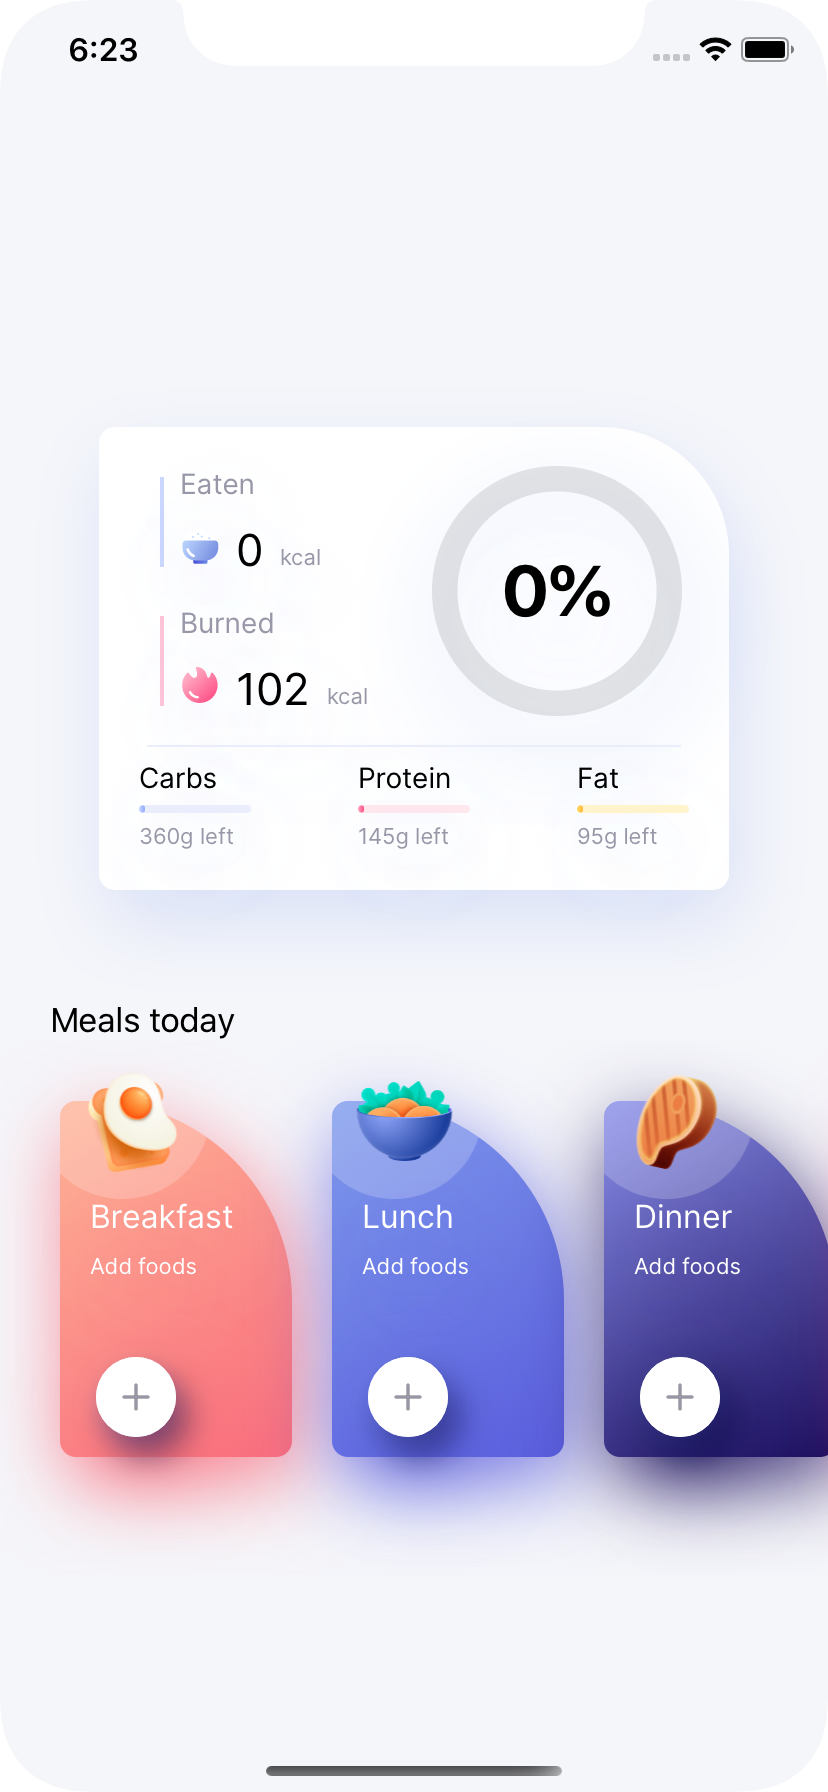 6:23
Eaten
0 kcal
Burned
102 kcal
0%
Carbs Protein Fat
360g left 145g left 95g left
Meals today
Breakfast Lunch Dinner
Add foods Add foods Add foods